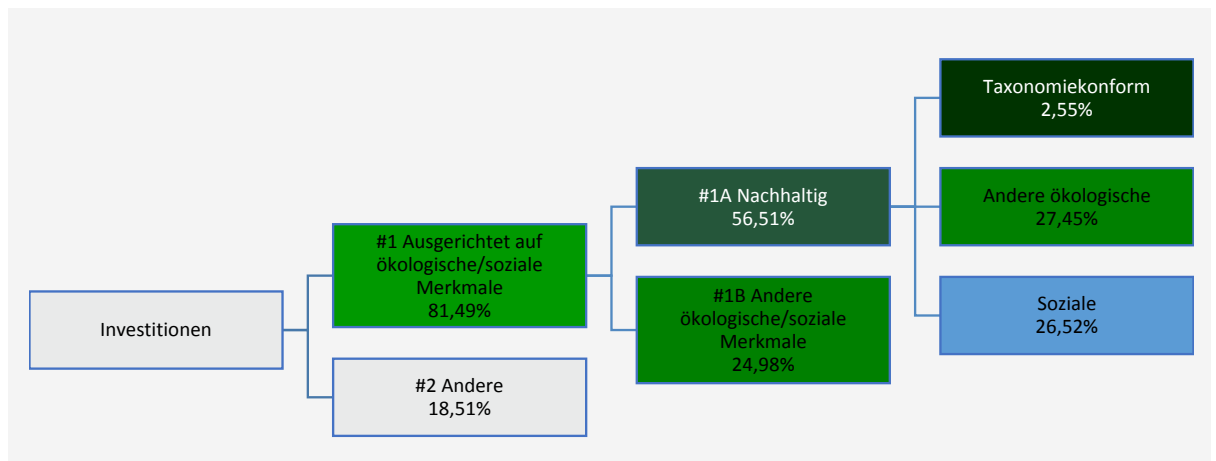 Investitionen
#1 Ausgerichtet auf
ökologische/soziale
Merkmale
81,49%
#2 Andere
18,51%
#1A Nachhaltig
56,51%
#1B Andere
ökologische/soziale
Merkmale
24,98%
Taxonomiekonform
2,55%
Andere ökologische
27,45%
Soziale
26,52%